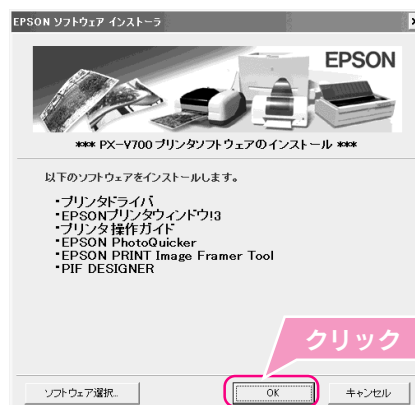 EPSON ソフトウェア インストーラ
EPSON
*** PX-V700 プリンタソフトウェアのインストール ***
以下のソフトウェアをインストールします。
・プリンタドライバ
・EPSONプリンタウィンドウ!3
・プリンタ操作ガイド
・EPSON PhotoQuicker
・EPSON PRINT Image Framer Tool
・PIF DESIGNER
クリック
ソフトウェア選択...
OK
キャンセル